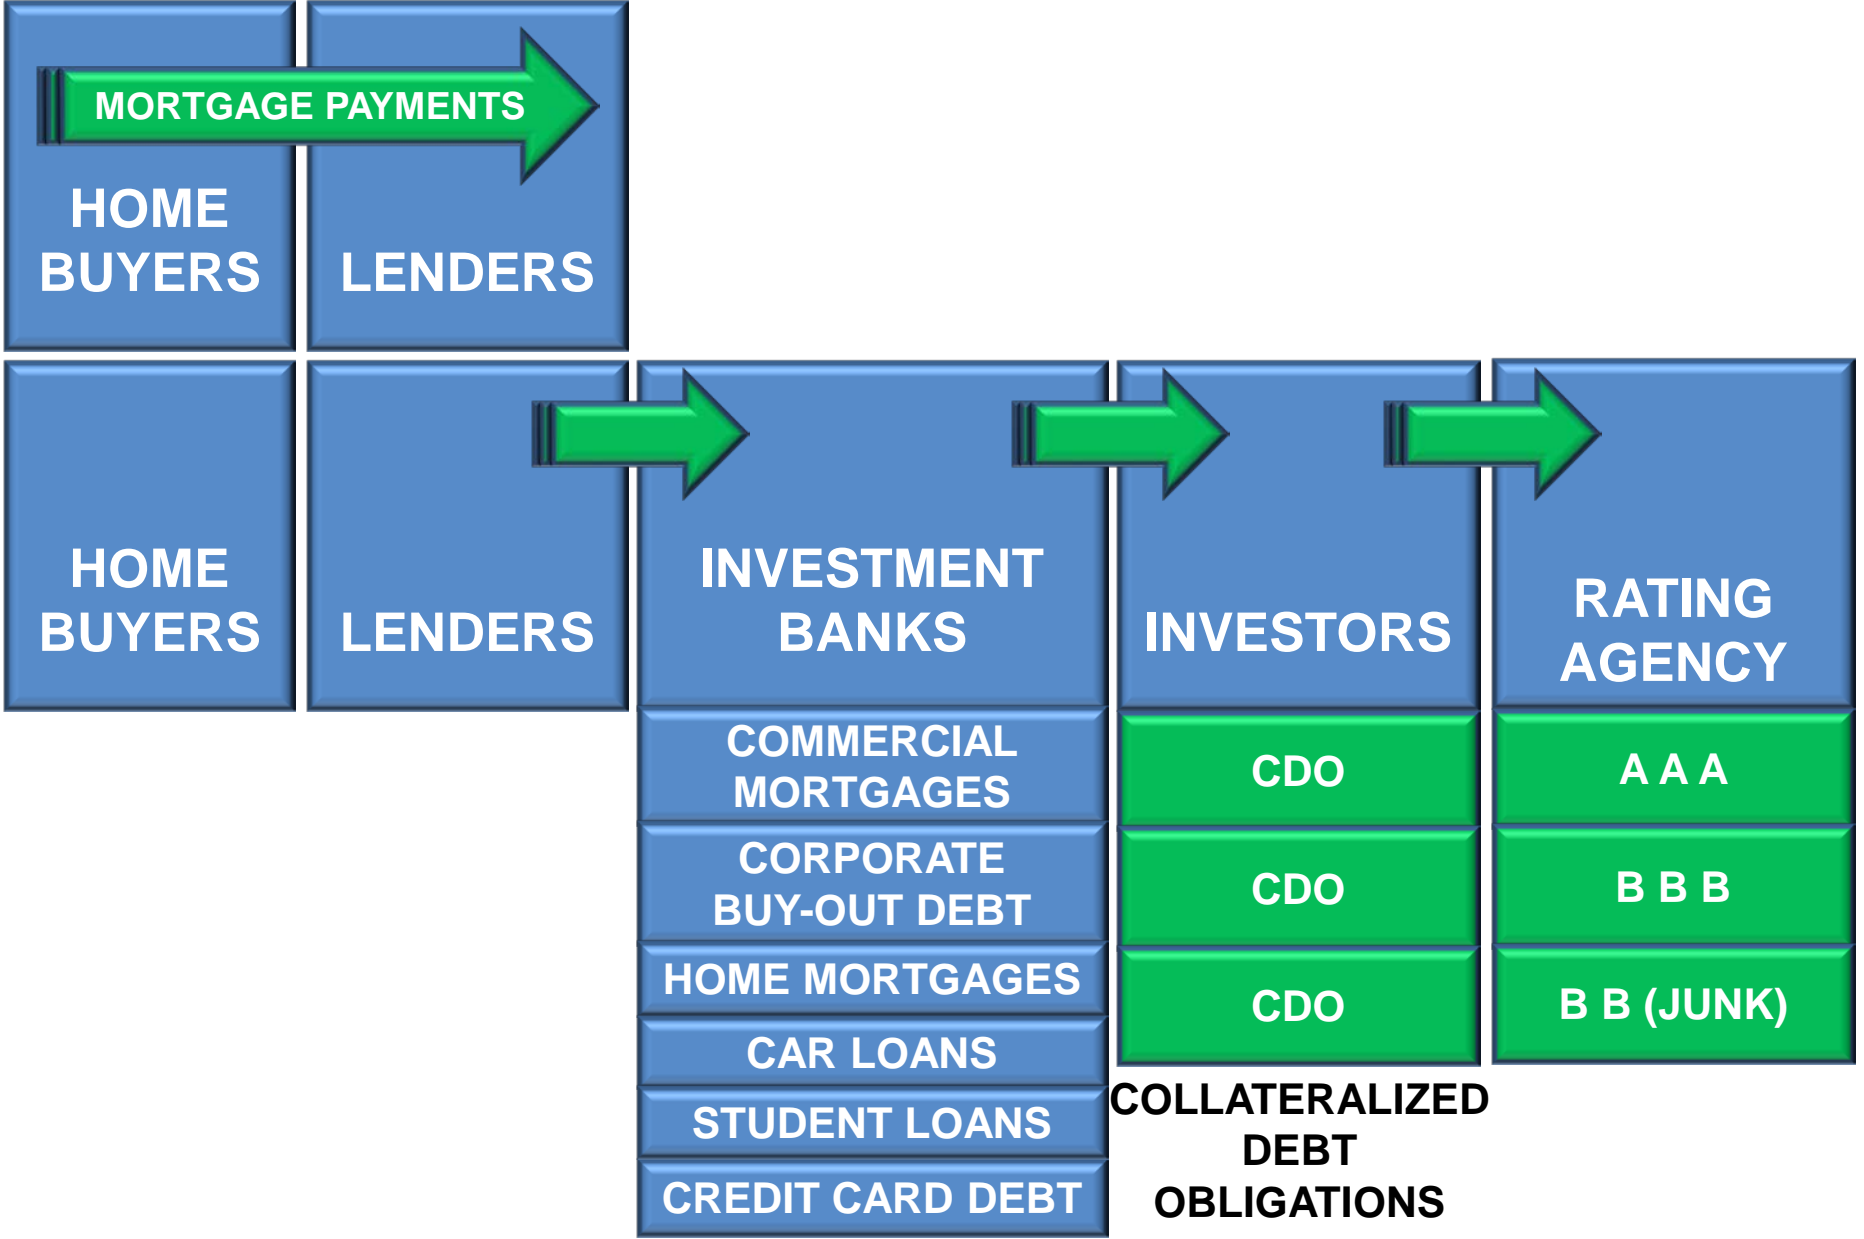 MORTGAGE PAYMENTS
HOME
BUYERS
LENDERS
HOME
BUYERS
LENDERS
INVESTMENT
BANKS
INVESTORS
RATING
AGENCY
COMMERCIAL
MORTGAGES
CORPORATE
BUY-OUT DEBT
HOME MORTGAGES
CAR LOANS
STUDENT LOANS
CREDIT CARD DEBT
CDO
CDO
CDO
COLLATERALIZED
DEBT
OBLIGATIONS
A A A
B B B
B B (JUNK)